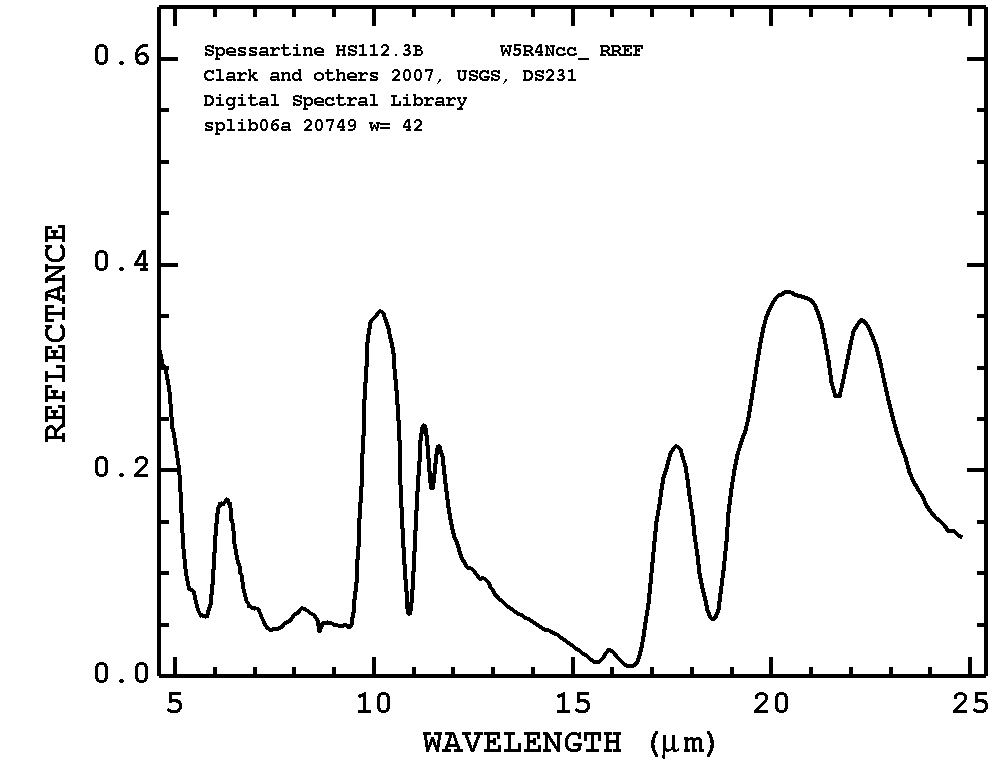 0.6
Spessartine HS112.3B W5R4Ncc_ RREF
Clark and others 2007, USGS, DS231
Digital Spectral Library
splib06a 20749 w= 42
REFLECTANCE
0.4
0.2
0.0
5 10 15 20 25
WAVELENGTH (μm)